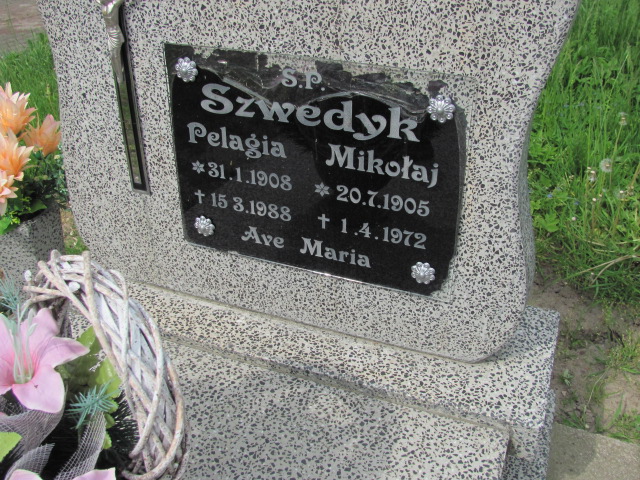 Ś.P.
Szwedyk
Pelagia Mikołaj
* 31.1.1908 * 20.7.1905
† 15.3.1988 † 1.4.1972
Ave Maria